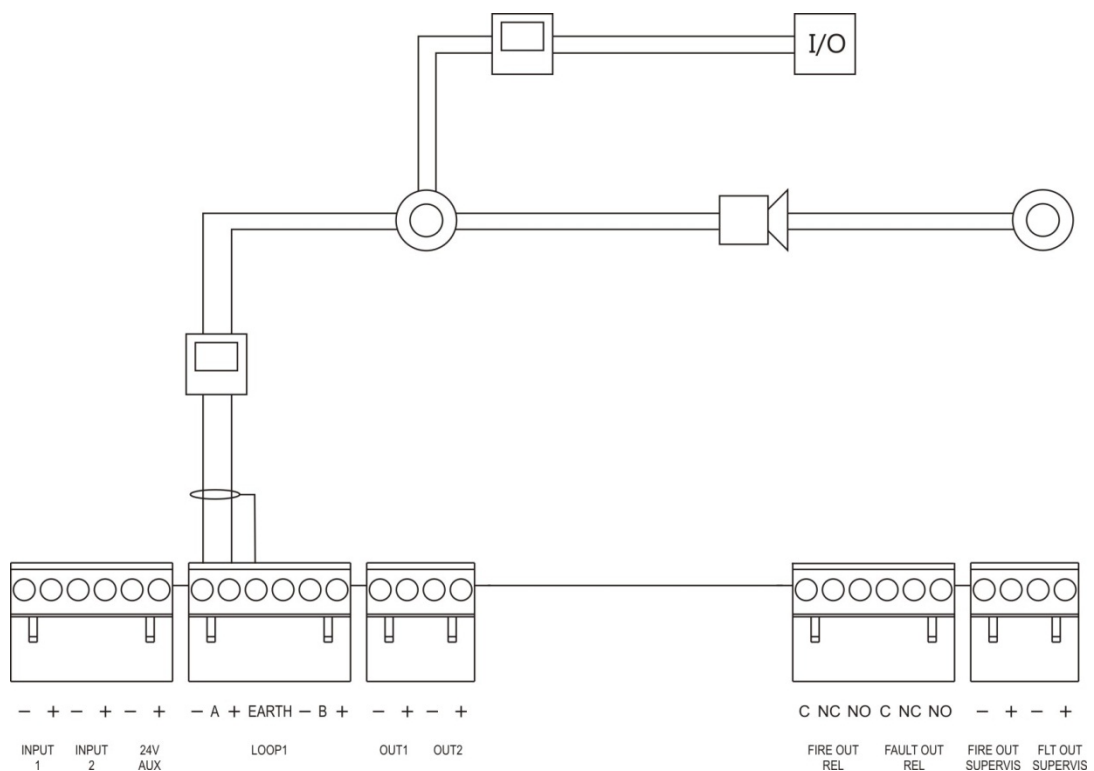 I/O
− + − + − +
− A + EARTH − B +
− + − +
C NC NO C NC NO
− + − +
INPUT
1
INPUT
2
24V
AUX
LOOP1
OUT1
OUT2
FIRE OUT
REL
FAULT OUT
REL
FIRE OUT
SUPERVIS
FLT OUT
SUPERVIS